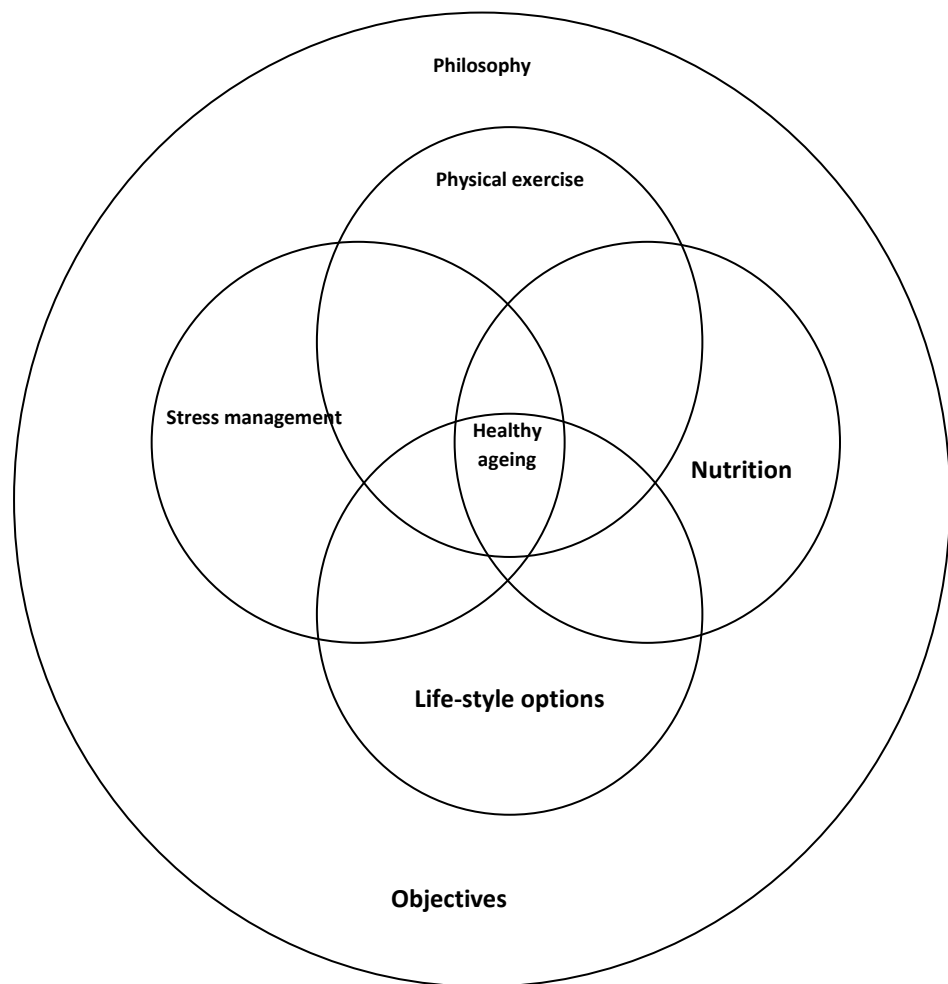 Philosophy
Physical exercise
Stress management
Healthy
ageing
Nutrition
Life-style options
Objectives